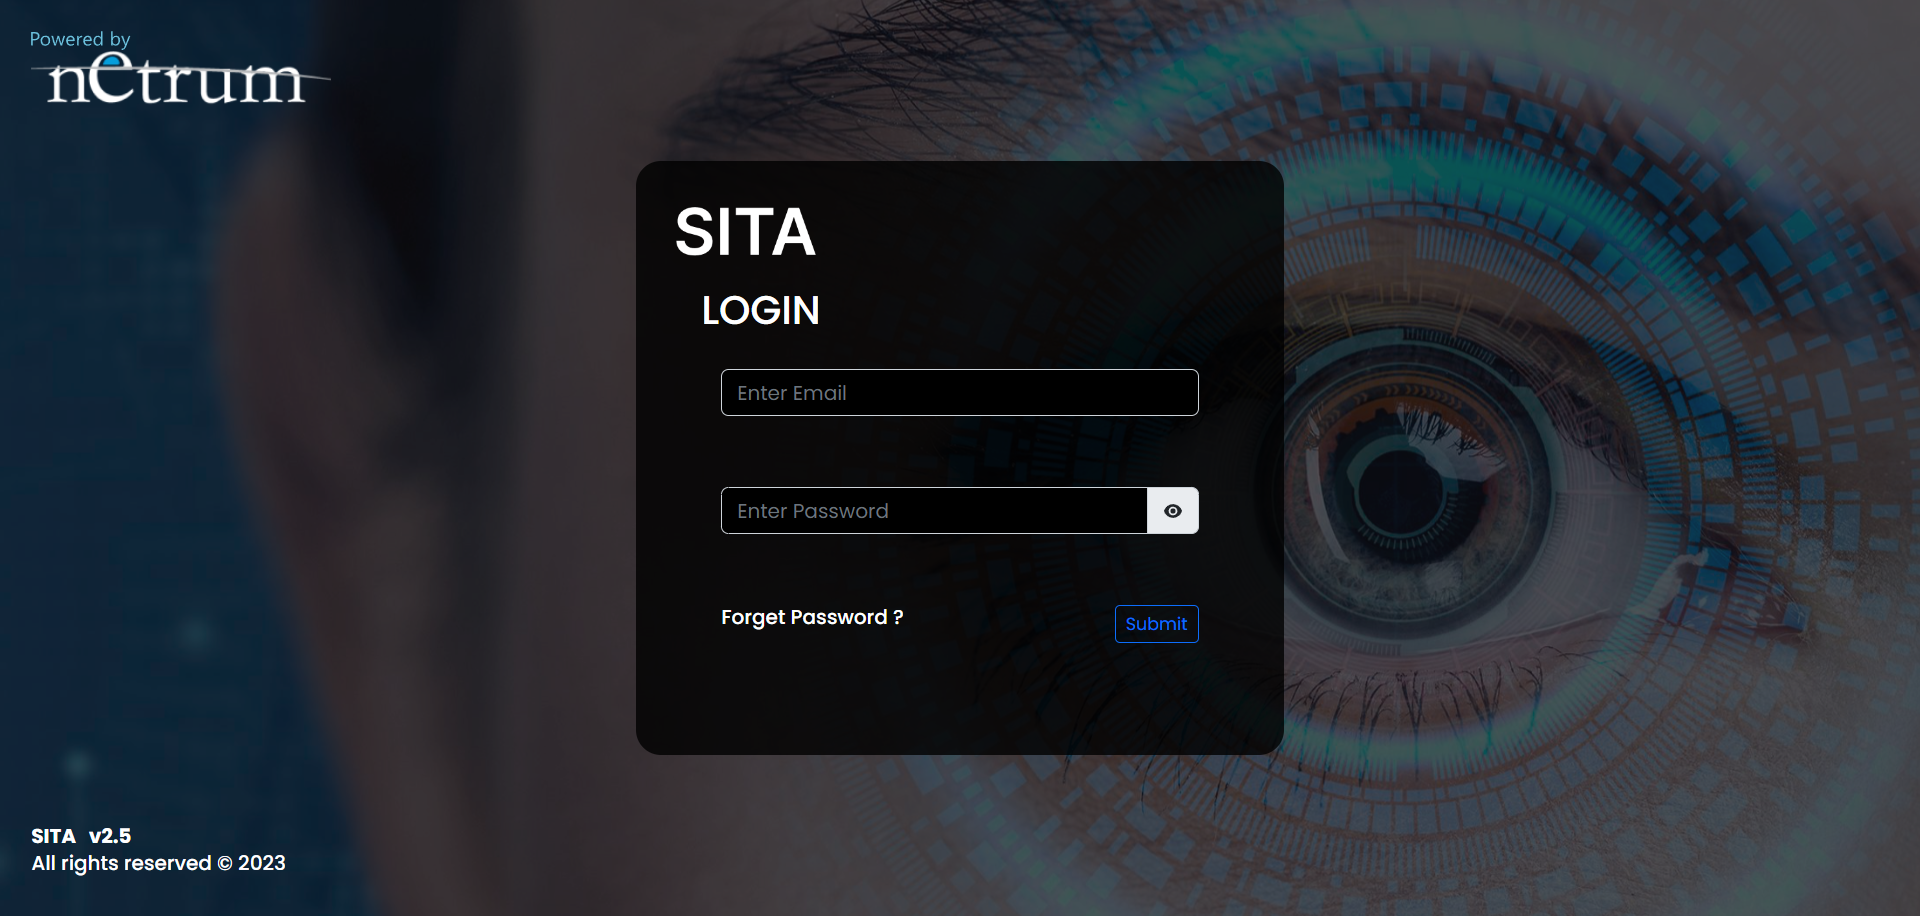 Powered by
netrum
SITA
LOGIN
Enter Email
Enter Password
Forget Password ?
Submit
SITA v2.5
All rights reserved © 2023